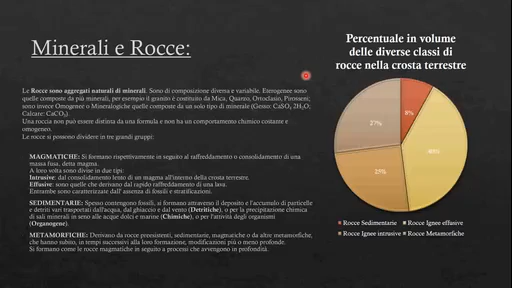 Minerali e Rocce:
Le Rocce sono aggregati naturali di minerali. Sono di composizione diversa e variabile. Eterogenee sono
quelle composte da più minerali, per esempio il granito è costituito da Mica, Quarzo, Ortoclasio, Pirosseni;
sono invece Omogenee o Mineralogiche quelle composte da un solo tipo di minerale (Gesso: CaSO₄ 2H₂O,
Calcare: CaCO₃)
Una roccia non può essere distinta da una formula e non ha un comportamento chimico costante e
omogeneo.
Le rocce si possono dividere in tre grandi gruppi:
MAGMATICHE: Si formano rispettivamente in seguito al raffreddamento o consolidamento di una
massa fusa, detta magma.
A loro volta sono divise in due tipi:
Intrusive: dal consolidamento lento di un magma all'interno della crosta terrestre.
Effusive: sono quelle che derivano dal rapido raffreddamento di una lava.
Entrambe sono caratterizzate dall' assenza di fossili e stratificazioni.
SEDIMENTARIE: Spesso contengono fossili, si formano attraverso il deposito e l'accumulo di particelle
e detriti vari trasportati dall'acqua, dal ghiaccio e dal vento (Detritiche), o per la precipitazione chimica
di sali minerali in seno alle acque dolci e marine (Chimiche), o per l'attività degli organismi
(Organogene).
METAMORFICHE: Derivano da rocce preesistenti, sedimentarie, magmatiche o da altre metamorfiche,
che hanno subito, in tempi successivi alla loro formazione, modificazioni più o meno profonde.
Si formano come le rocce magmatiche in seguito a processi che avvengono in profondità.
Percentuale in volume
delle diverse classi di
rocce nella crosta terrestre
8%
27%
Rocce Sedimentarie Rocce Ignee effusive
Rocce Ignee intrusive Rocce Metamorfiche